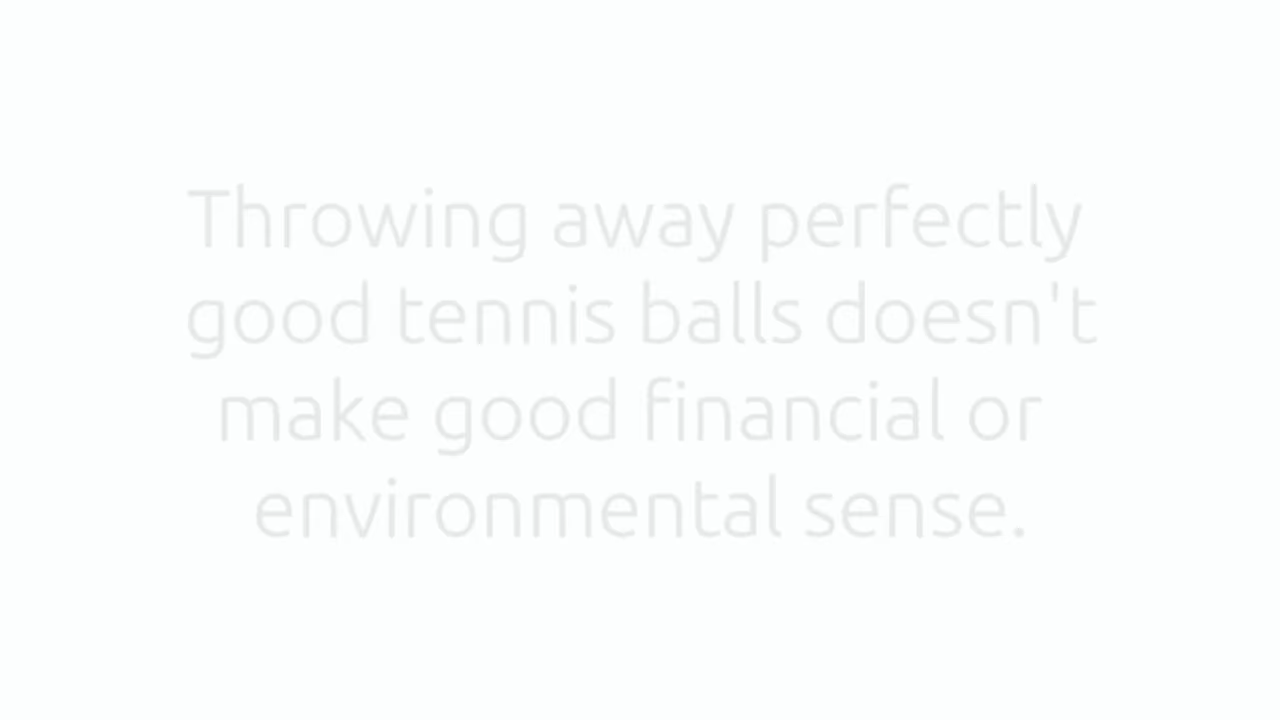 Throwing away perfectly
good tennis balls doesn't
make good financial or
environmental sense.